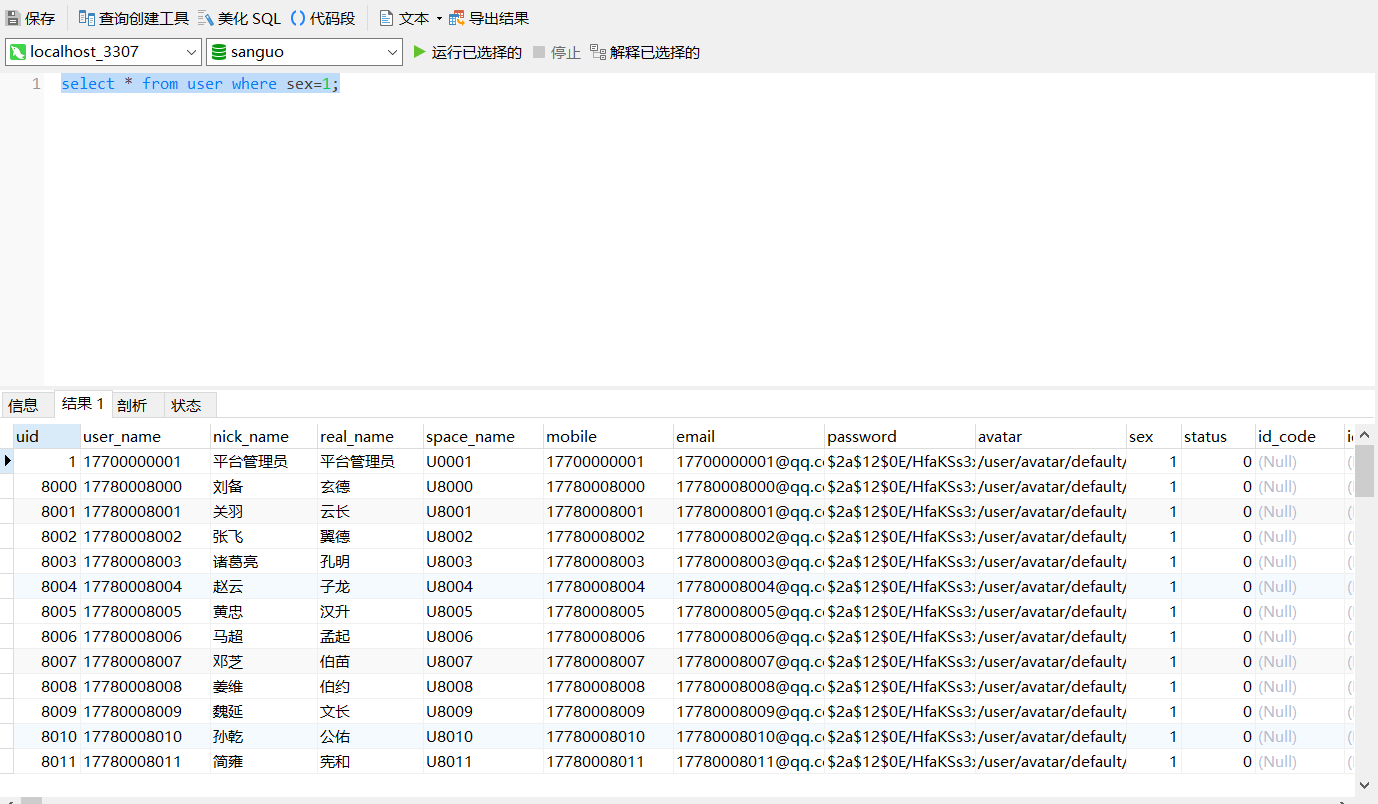 保存 查询创建工具 美化 SQL () 代码段 文本 导出结果
localhost_3307 sanguo 运行已选择的 停止 解释已选择的
1 select * from user where sex=1;
信息 结果 1 剖析 状态
uid user_name nick_name real_name space_name mobile email password avatar sex status id_code
1 17700000001 平台管理员 平台管理员 U0001 17700000001 17700000001@qq.c $2a$12$0E/HfaKSs3 /user/avatar/default/ 1 0 (Null)
8000 17780008000 刘备 玄德 U8000 17780008000 17780008000@qq.c $2a$12$0E/HfaKSs3 /user/avatar/default/ 1 0 (Null)
8001 17780008001 关羽 云长 U8001 17780008001 17780008001@qq.c $2a$12$0E/HfaKSs3 /user/avatar/default/ 1 0 (Null)
8002 17780008002 张飞 翼德 U8002 17780008002 17780008002@qq.c $2a$12$0E/HfaKSs3 /user/avatar/default/ 1 0 (Null)
8003 17780008003 诸葛亮 孔明 U8003 17780008003 17780008003@qq.c $2a$12$0E/HfaKSs3 /user/avatar/default/ 1 0 (Null)
8004 17780008004 赵云 子龙 U8004 17780008004 17780008004@qq.c $2a$12$0E/HfaKSs3 /user/avatar/default/ 1 0 (Null)
8005 17780008005 黄忠 汉升 U8005 17780008005 17780008005@qq.c $2a$12$0E/HfaKSs3 /user/avatar/default/ 1 0 (Null)
8006 17780008006 马超 孟起 U8006 17780008006 17780008006@qq.c $2a$12$0E/HfaKSs3 /user/avatar/default/ 1 0 (Null)
8007 17780008007 邓芝 伯苗 U8007 17780008007 17780008007@qq.c $2a$12$0E/HfaKSs3 /user/avatar/default/ 1 0 (Null)
8008 17780008008 姜维 伯约 U8008 17780008008 17780008008@qq.c $2a$12$0E/HfaKSs3 /user/avatar/default/ 1 0 (Null)
8009 17780008009 魏延 文长 U8009 17780008009 17780008009@qq.c $2a$12$0E/HfaKSs3 /user/avatar/default/ 1 0 (Null)
8010 17780008010 孙乾 公佑 U8010 17780008010 17780008010@qq.c $2a$12$0E/HfaKSs3 /user/avatar/default/ 1 0 (Null)
8011 17780008011 简雍 宪和 U8011 17780008011 17780008011@qq.c $2a$12$0E/HfaKSs3 /user/avatar/default/ 1 0 (Null)